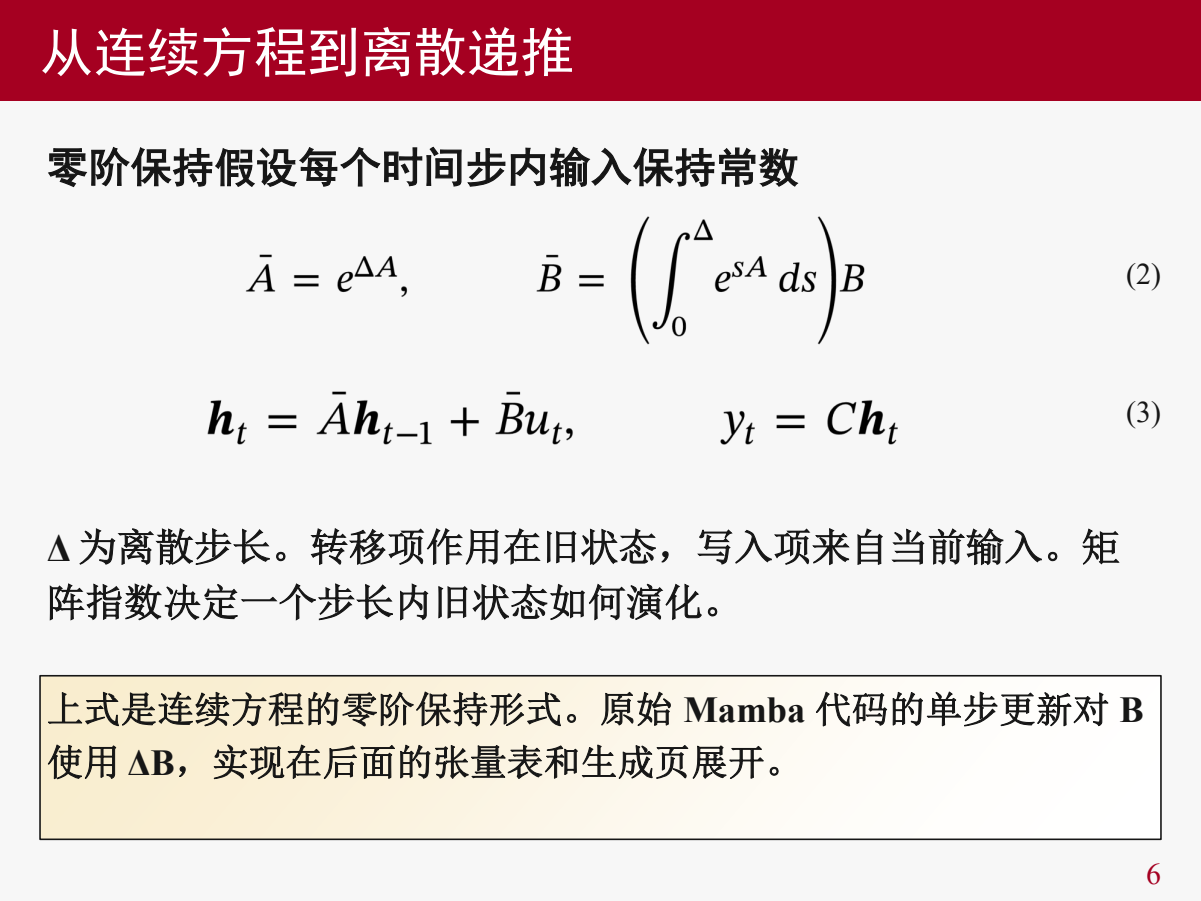 从连续方程到离散递推
零阶保持假设每个时间步内输入保持常数
Ā = e^{ΔA}, B̄ = (∫_0^Δ e^{sA} ds) B (2)
𝒉_t = Ā𝒉_{t−1} + B̄u_t, y_t = C𝒉_t (3)
Δ 为离散步长。转移项作用在旧状态，写入项来自当前输入。矩
阵指数决定一个步长内旧状态如何演化。
上式是连续方程的零阶保持形式。原始 Mamba 代码的单步更新对 B
使用 ΔB，实现在后面的张量表和生成页展开。
6